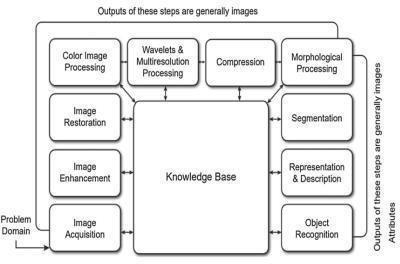 Outputs of these steps are generally images
Color Image
Processing
Wavelets &
Multiresolution
Processing
Compression
Morphological
Processing
Image
Restoration
Segmentation
Knowledge Base
Image
Enhancement
Representation
& Description
Problem
Domain
Image
Acquisition
Object
Recognition
Outputs of these steps are generally images
Attributes